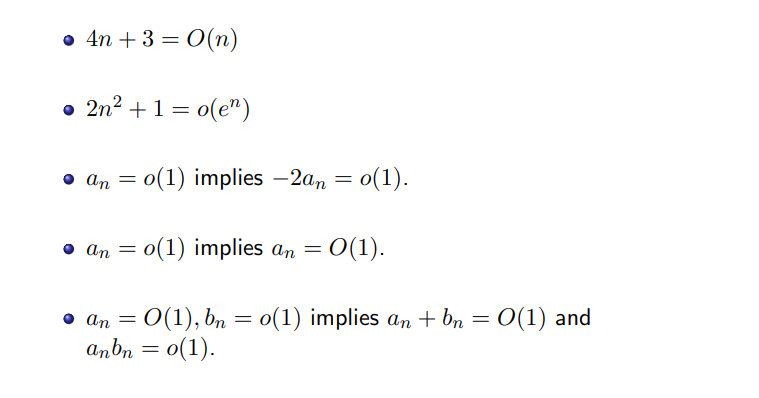 • 4n + 3 = O(n)
• 2n² + 1 = o(eⁿ)
• aₙ = o(1) implies −2aₙ = o(1).
• aₙ = o(1) implies aₙ = O(1).
• aₙ = O(1), bₙ = o(1) implies aₙ + bₙ = O(1) and
aₙbₙ = o(1).